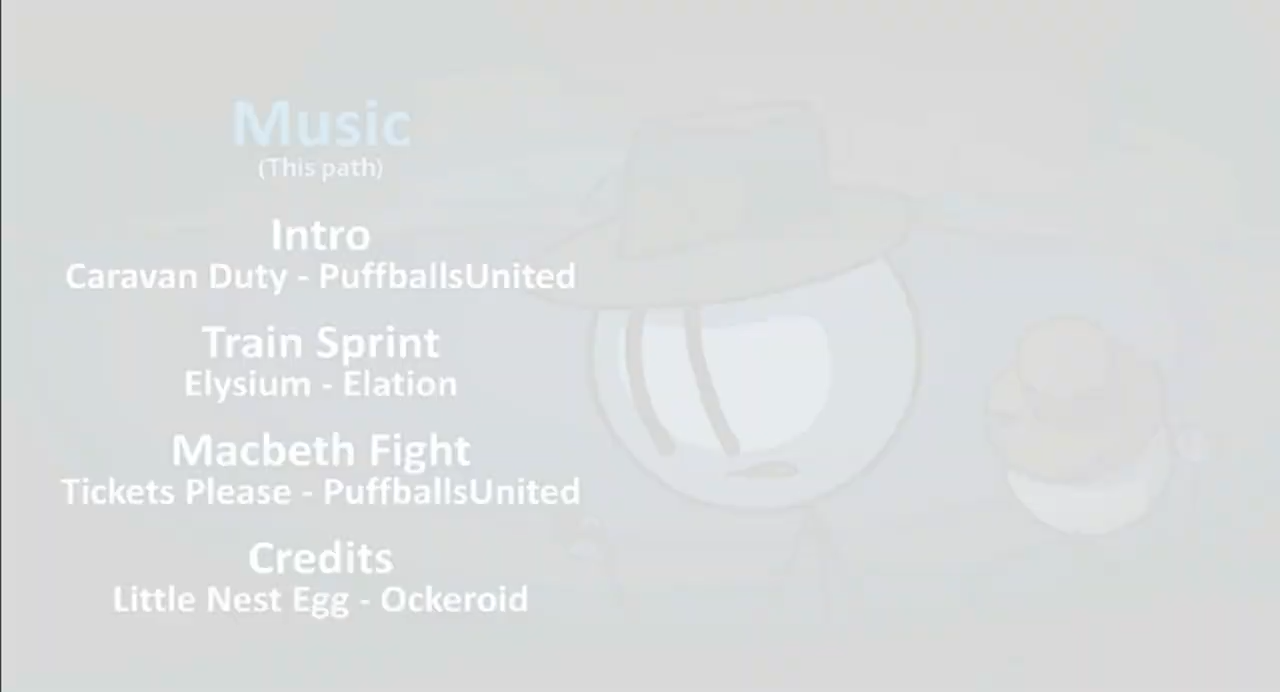 Music
(This path)
Intro
Caravan Duty - PuffballsUnited
Train Sprint
Elysium - Elation
Macbeth Fight
Tickets Please - PuffballsUnited
Credits
Little Nest Egg - Ockeroid